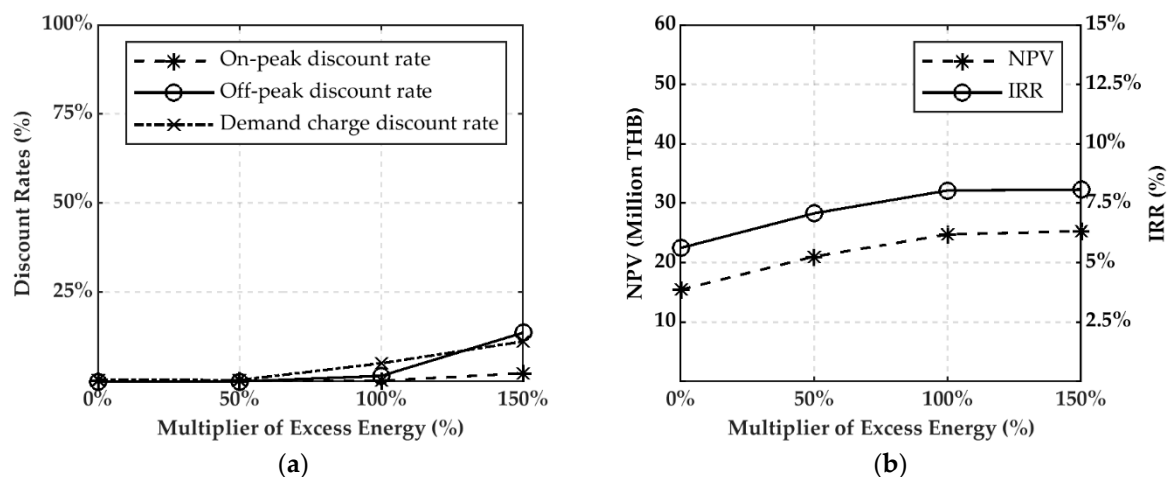 100%
75%
50%
25%
Discount Rates (%)
On-peak discount rate
Off-peak discount rate
Demand charge discount rate
0% 50% 100% 150%
Multiplier of Excess Energy (%)
(a)
60
50
40
30
20
10
NPV (Million THB)
NPV
IRR
15%
12.5%
10%
7.5%
5%
2.5%
IRR (%)
0% 50% 100% 150%
Multiplier of Excess Energy (%)
(b)